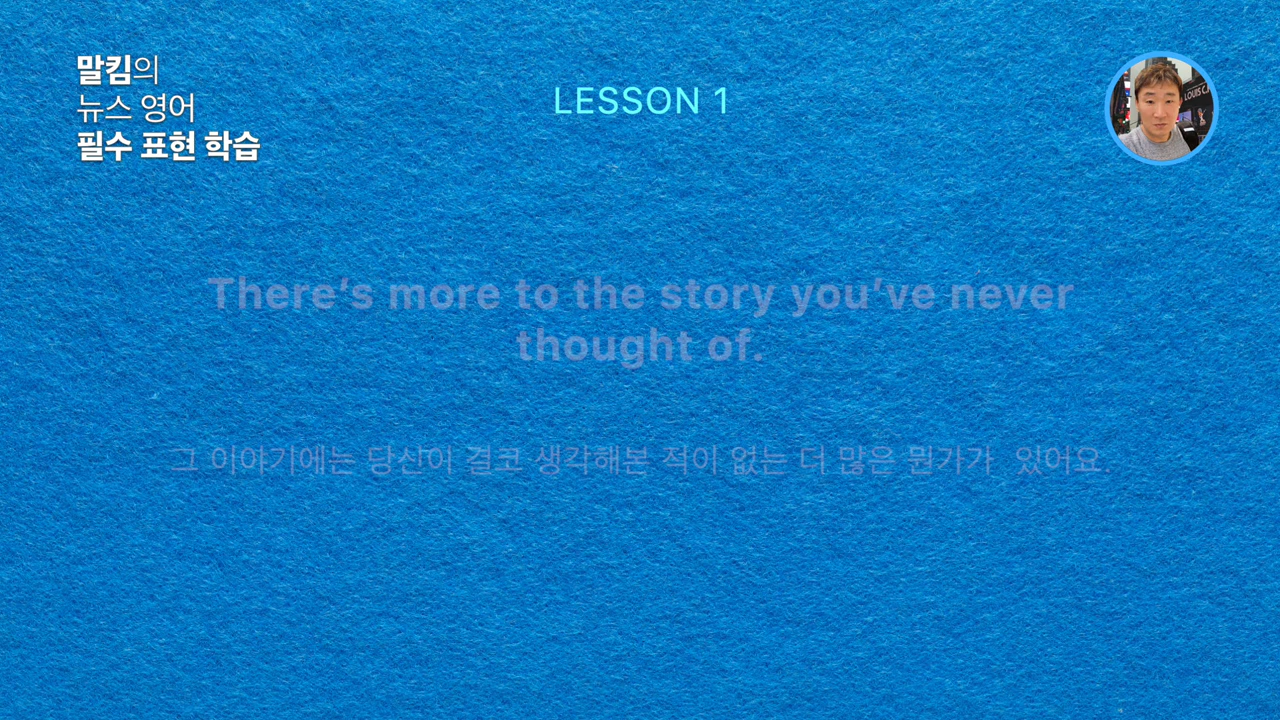 말킴의
뉴스 영어
필수 표현 학습
LESSON 1
LOUIS CA
There's more to the story you've never
thought of.
그 이야기에는 당신이 결코 생각해본 적이 없는 더 많은 뭔가가 있어요.